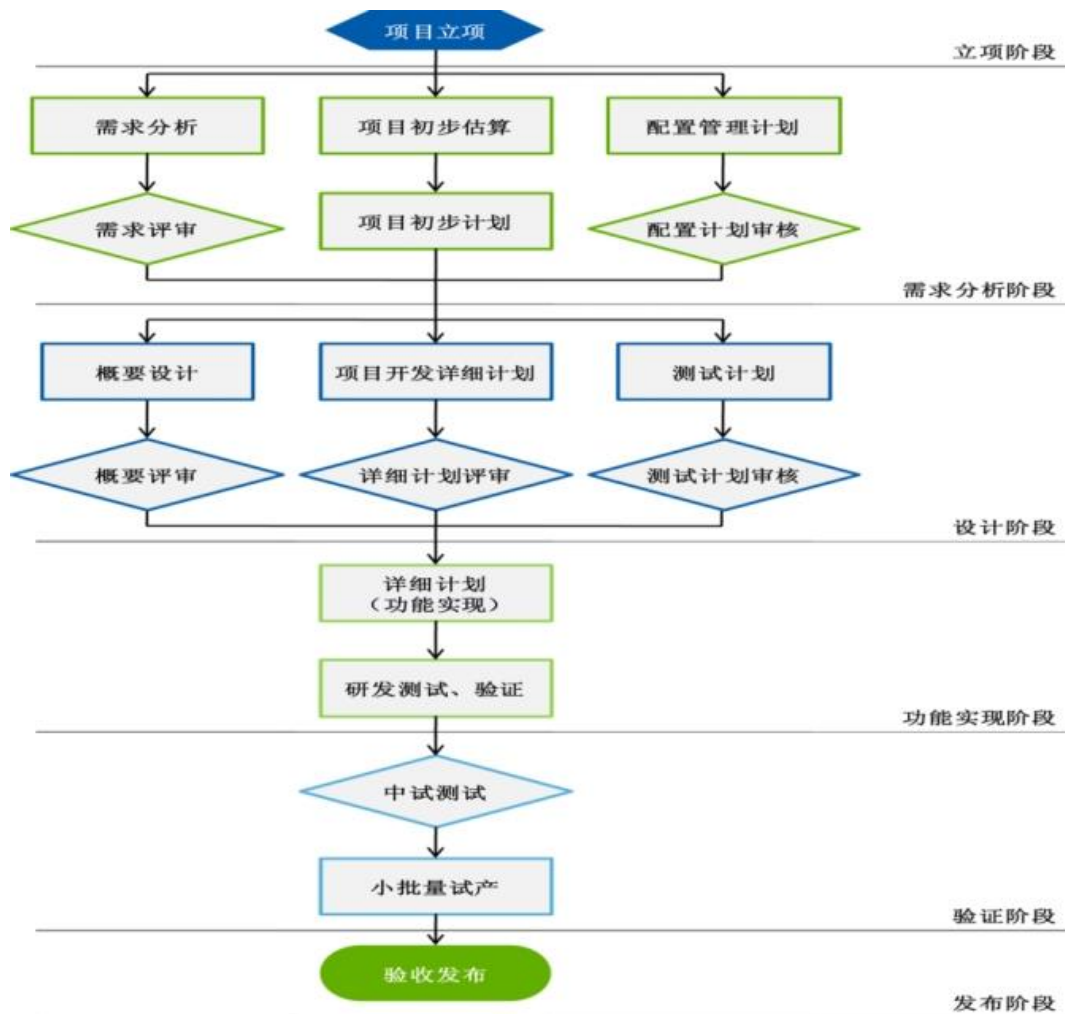 项目立项
立项阶段
需求分析
项目初步估算
配置管理计划
需求评审
项目初步计划
配置计划审核
需求分析阶段
概要设计
项目开发详细计划
测试计划
概要评审
详细计划评审
测试计划审核
设计阶段
详细计划
（功能实现）
研发测试、验证
功能实现阶段
中试测试
小批量试产
验证阶段
验收发布
发布阶段